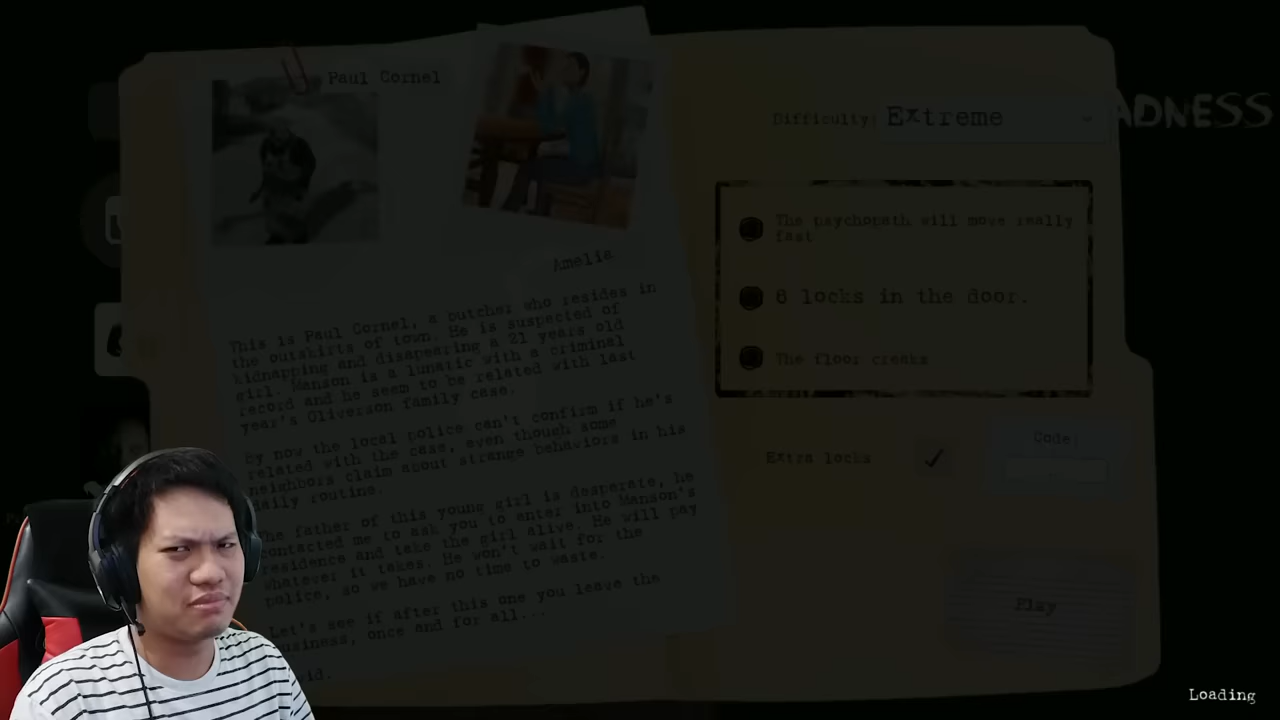 Paul Cornel
ADNESS
Difficulty: Extreme
Amelie
The psychopath will move really
fast
6 locks in the door.
The floor creaks
This is Paul Cornel, a butcher who resides in
the outskirts of town. He is suspected of
kidnapping and disapearing a 21 years old
girl. Manson is a lunatic with a criminal
record and he seem to be related with last
year's Oliverson family case.
By now the local police can't confirm if he's
related with the case, even though some
neighbors claim about strange behaviors in his
daily routine.
Extra locks
Code:
he father of this young girl is desperate, he
contacted me to ask you to enter into Manson's
residence and take the girl alive. He will pay
whatever it takes. He won't wait for the
police, so we have no time to waste.
Let's see if after this one you leave the
usiness, once and for all...
id.
Play
Loading